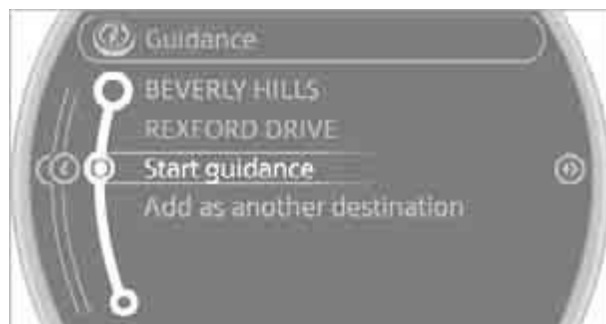 Guidance
BEVERLY HILLS
REXFORD DRIVE
Start guidance
Add as another destination